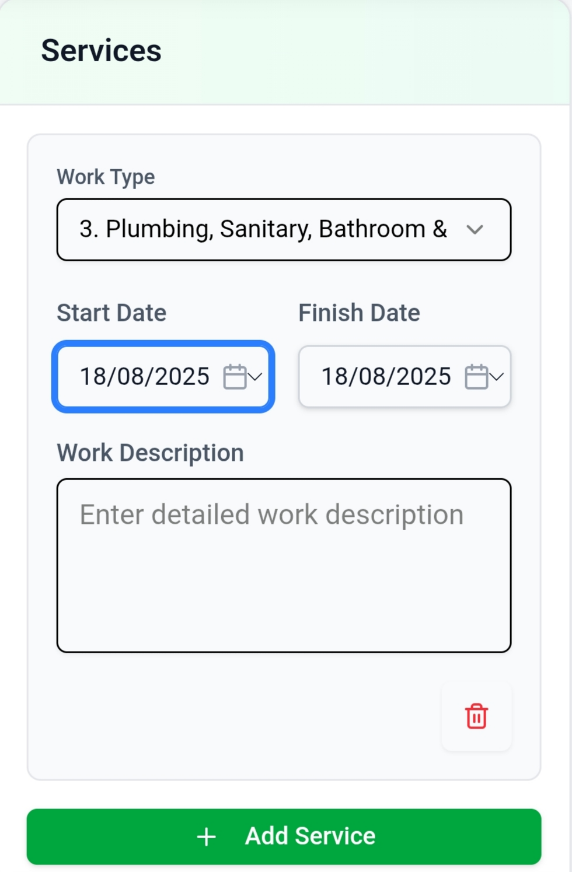 Services
Work Type
3. Plumbing, Sanitary, Bathroom &
Start Date
Finish Date
18/08/2025
18/08/2025
Work Description
Enter detailed work description
+ Add Service